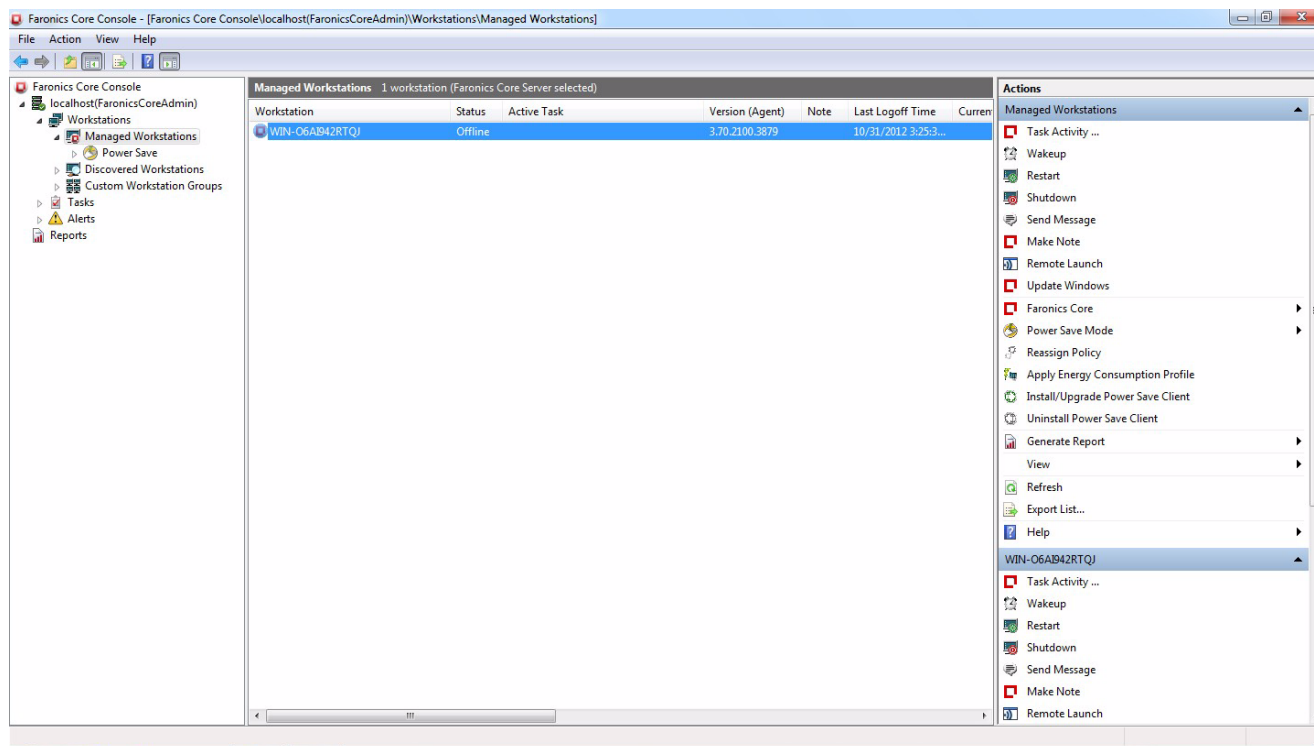 Faronics Core Console - [Faronics Core Console\localhost(FaronicsCoreAdmin)\Workstations\Managed Workstations]
File Action View Help
Faronics Core Console
localhost(FaronicsCoreAdmin)
Workstations
Managed Workstations
Power Save
Discovered Workstations
Custom Workstation Groups
Tasks
Alerts
Reports
Managed Workstations 1 workstation (Faronics Core Server selected)
Workstation Status Active Task Version (Agent) Note Last Logoff Time Curren
WIN-O6AI942RTQJ Offline 3.70.2100.3879 10/31/2012 3:25:3...
Actions
Managed Workstations
Task Activity ...
Wakeup
Restart
Shutdown
Send Message
Make Note
Remote Launch
Update Windows
Faronics Core
Power Save Mode
Reassign Policy
Apply Energy Consumption Profile
Install/Upgrade Power Save Client
Uninstall Power Save Client
Generate Report
View
Refresh
Export List...
Help
WIN-O6AI942RTQJ
Task Activity ...
Wakeup
Restart
Shutdown
Send Message
Make Note
Remote Launch